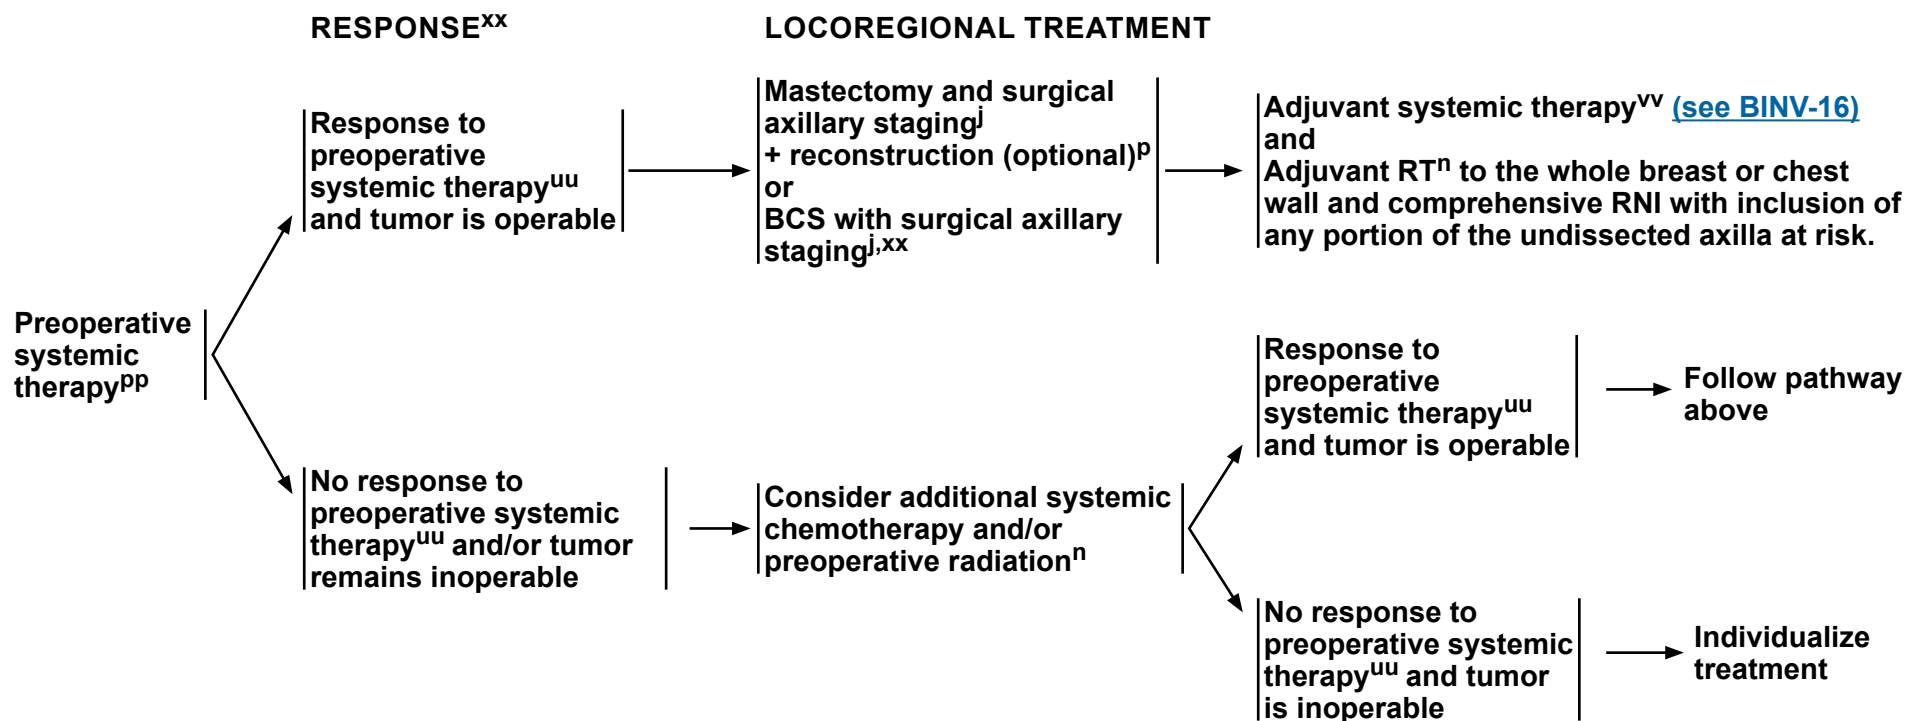 RESPONSExx
LOCOREGIONAL TREATMENT
Response to
preoperative
systemic therapyuu
and tumor is operable
Mastectomy and surgical
axillary stagingj
+ reconstruction (optional)p
or
BCS with surgical axillary
stagingj,xx
Adjuvant systemic therapyvv (see BINV-16)
and
Adjuvant RTn to the whole breast or chest
wall and comprehensive RNI with inclusion of
any portion of the undissected axilla at risk.
Preoperative
systemic
therapypp
No response to
preoperative systemic
therapyuu and/or tumor
remains inoperable
Consider additional systemic
chemotherapy and/or
preoperative radiationn
Response to
preoperative
systemic therapyuu
and tumor is operable
Follow pathway
above
No response to
preoperative systemic
therapyuu and tumor
is inoperable
Individualize
treatment